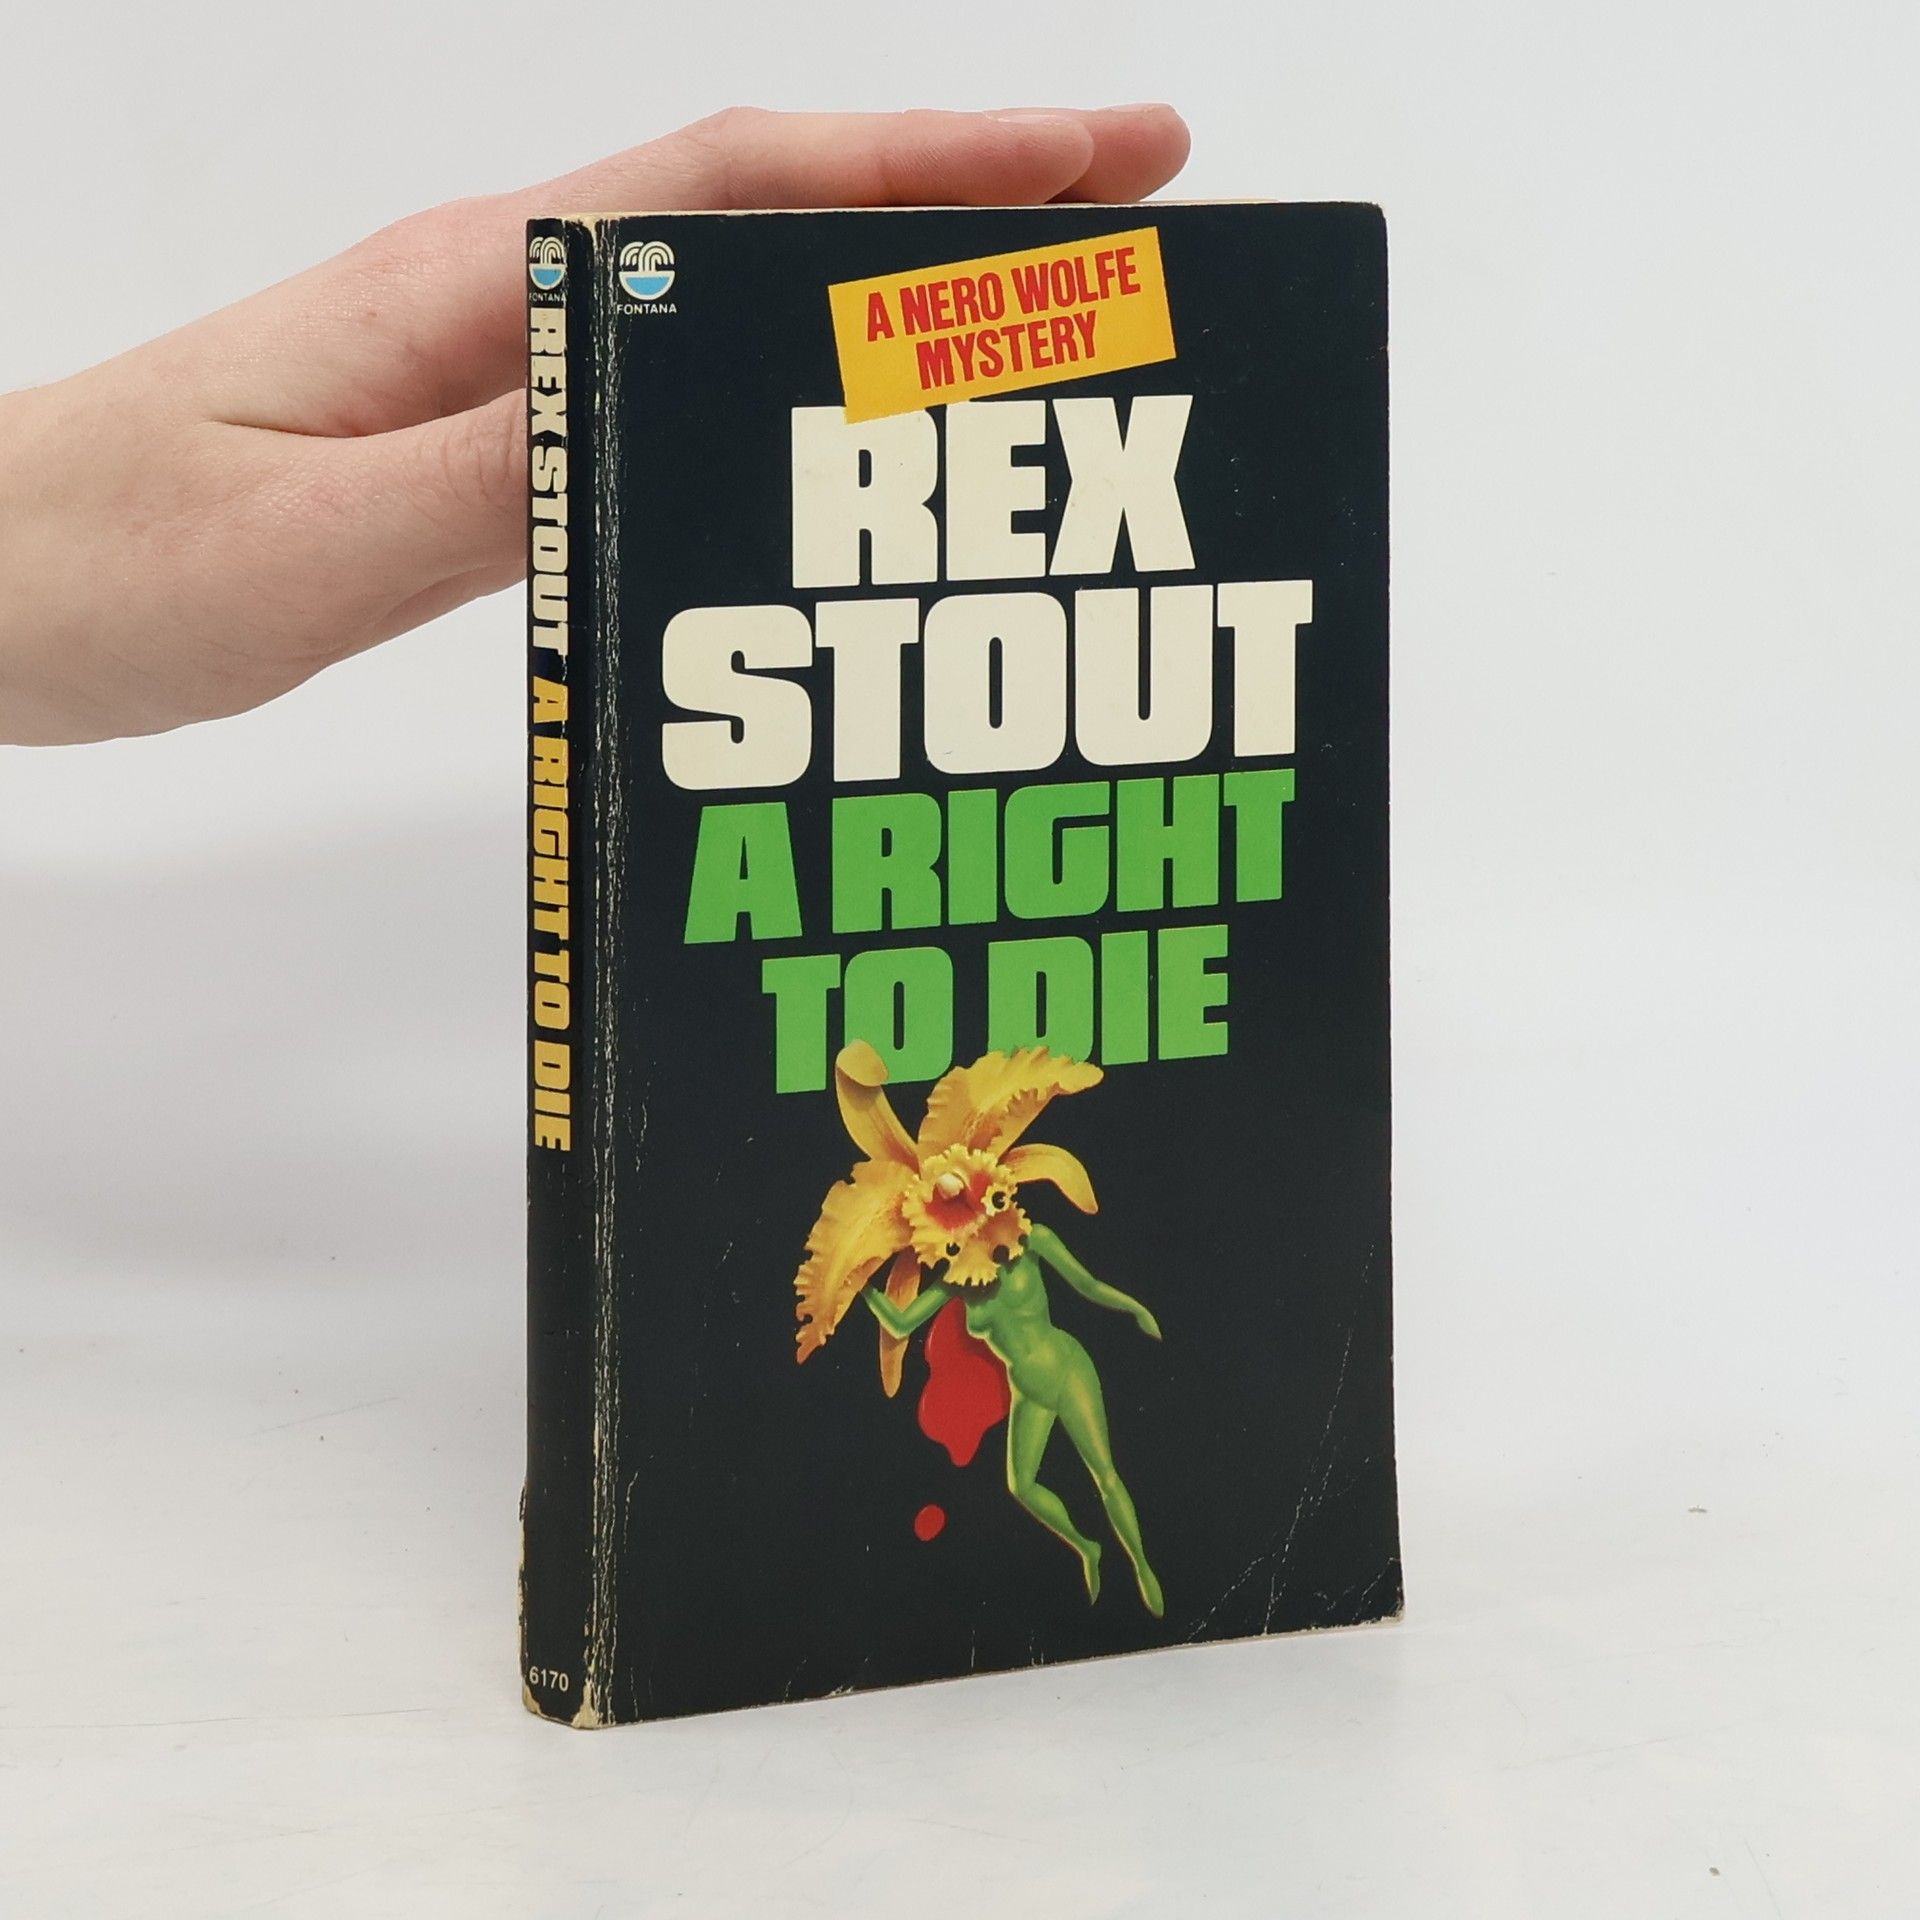 FONTANA
REX STOUT A RIGHT TO DIE
6170
FONTANA
A NERO WOLFE
MYSTERY
REX
STOUT
A RIGHT
TO DIE